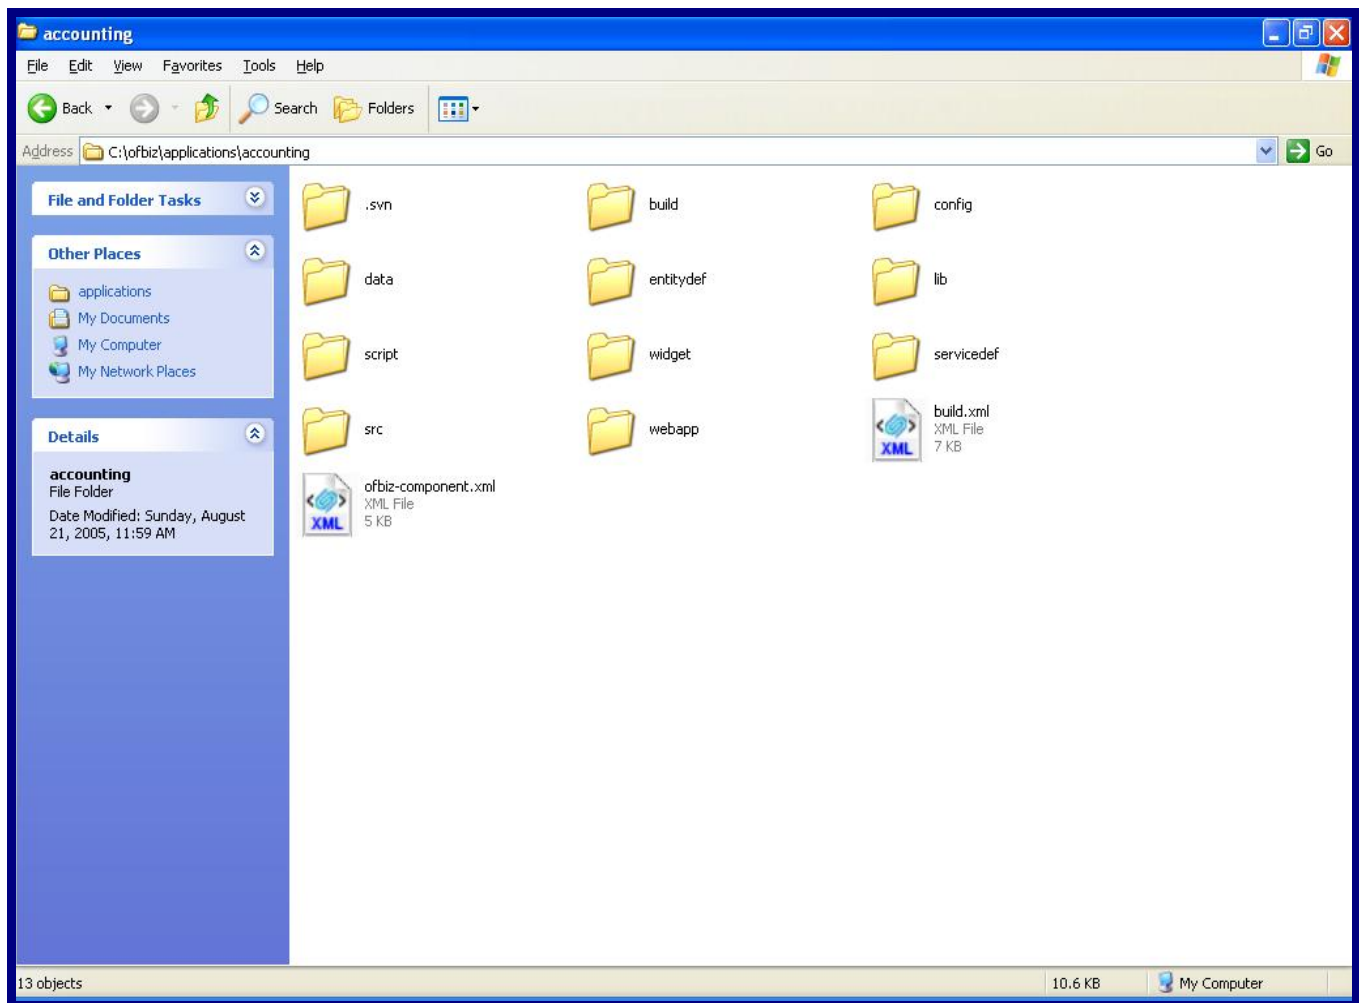 accounting
File Edit View Favorites Tools Help
Back Search Folders
Address C:\ofbiz\applications\accounting Go
File and Folder Tasks
Other Places
applications
My Documents
My Computer
My Network Places
Details
accounting
File Folder
Date Modified: Sunday, August
21, 2005, 11:59 AM
.svn build config
data entitydef lib
script widget servicedef
src webapp build.xml
XML File
7 KB
XML
ofbiz-component.xml
XML File
5 KB
XML
13 objects 10.6 KB My Computer